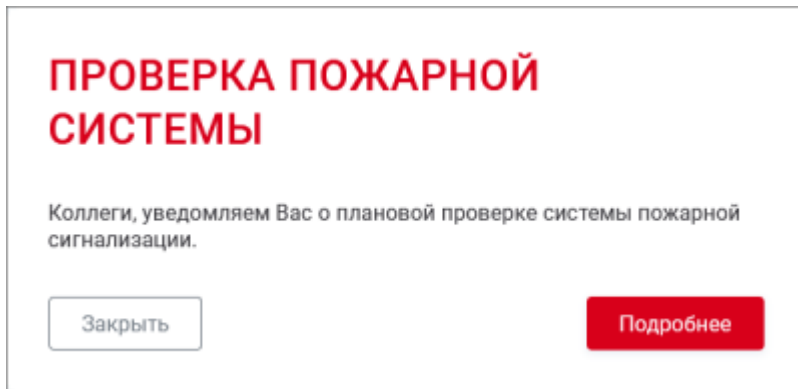 ПРОВЕРКА ПОЖАРНОЙ
СИСТЕМЫ
Коллеги, уведомляем Вас о плановой проверке системы пожарной
сигнализации.
Закрыть
Подробнее